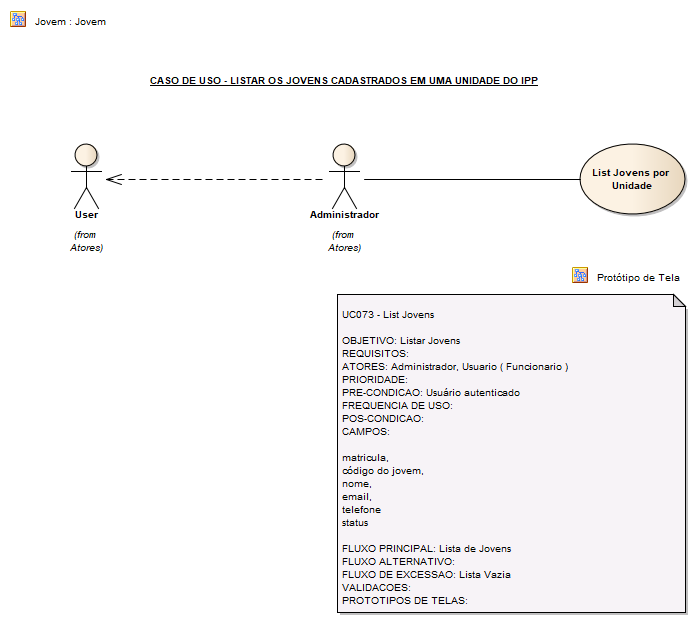 Jovem : Jovem
CASO DE USO - LISTAR OS JOVENS CADASTRADOS EM UMA UNIDADE DO IPP
User
(from
Atores)
Administrador
(from
Atores)
List Jovens por
Unidade
Protótipo de Tela
UC073 - List Jovens
OBJETIVO: Listar Jovens
REQUISITOS:
ATORES: Administrador, Usuario ( Funcionario )
PRIORIDADE:
PRE-CONDICAO: Usuário autenticado
FREQUENCIA DE USO:
POS-CONDICAO:
CAMPOS:
matricula,
código do jovem,
nome,
email,
telefone
status
FLUXO PRINCIPAL: Lista de Jovens
FLUXO ALTERNATIVO:
FLUXO DE EXCESSAO: Lista Vazia
VALIDACOES:
PROTOTIPOS DE TELAS: